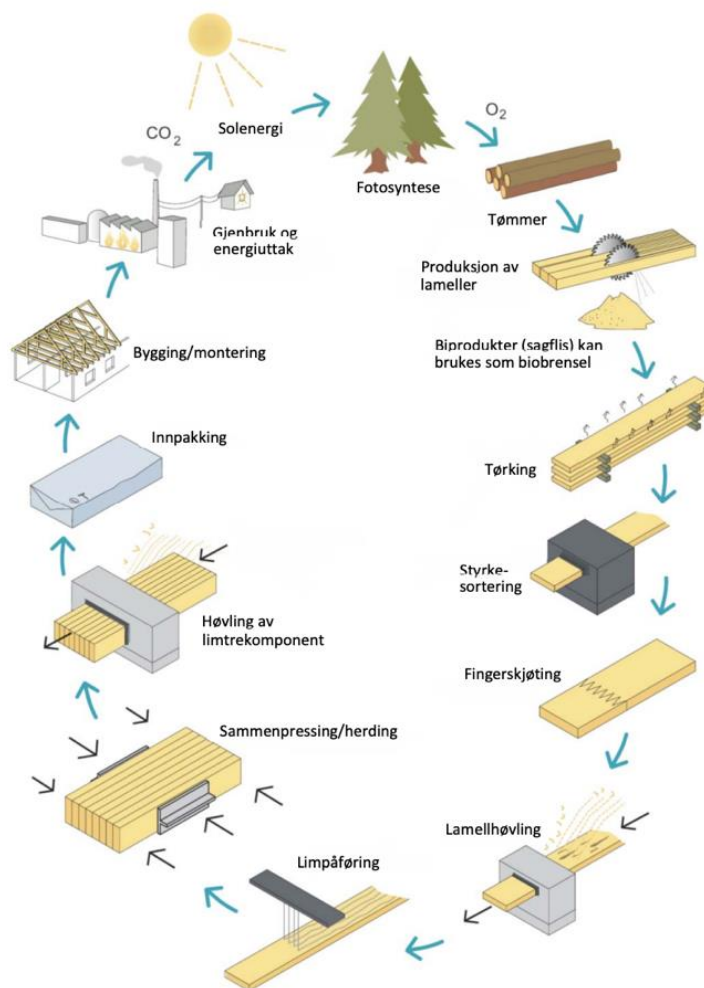 Solenergi
Fotosyntese
O₂
Tømmer
Produksjon av
lameller
Biprodukter (sagflis) kan
brukes som biobrensel
Tørking
Styrke-
sortering
Fingerskjøting
Lamellhøvling
Limpåføring
Sammenpressing/herding
Høvling av
limtrekomponent
Innpakking
Bygging/montering
Gjenbruk og
energiuttak
CO₂